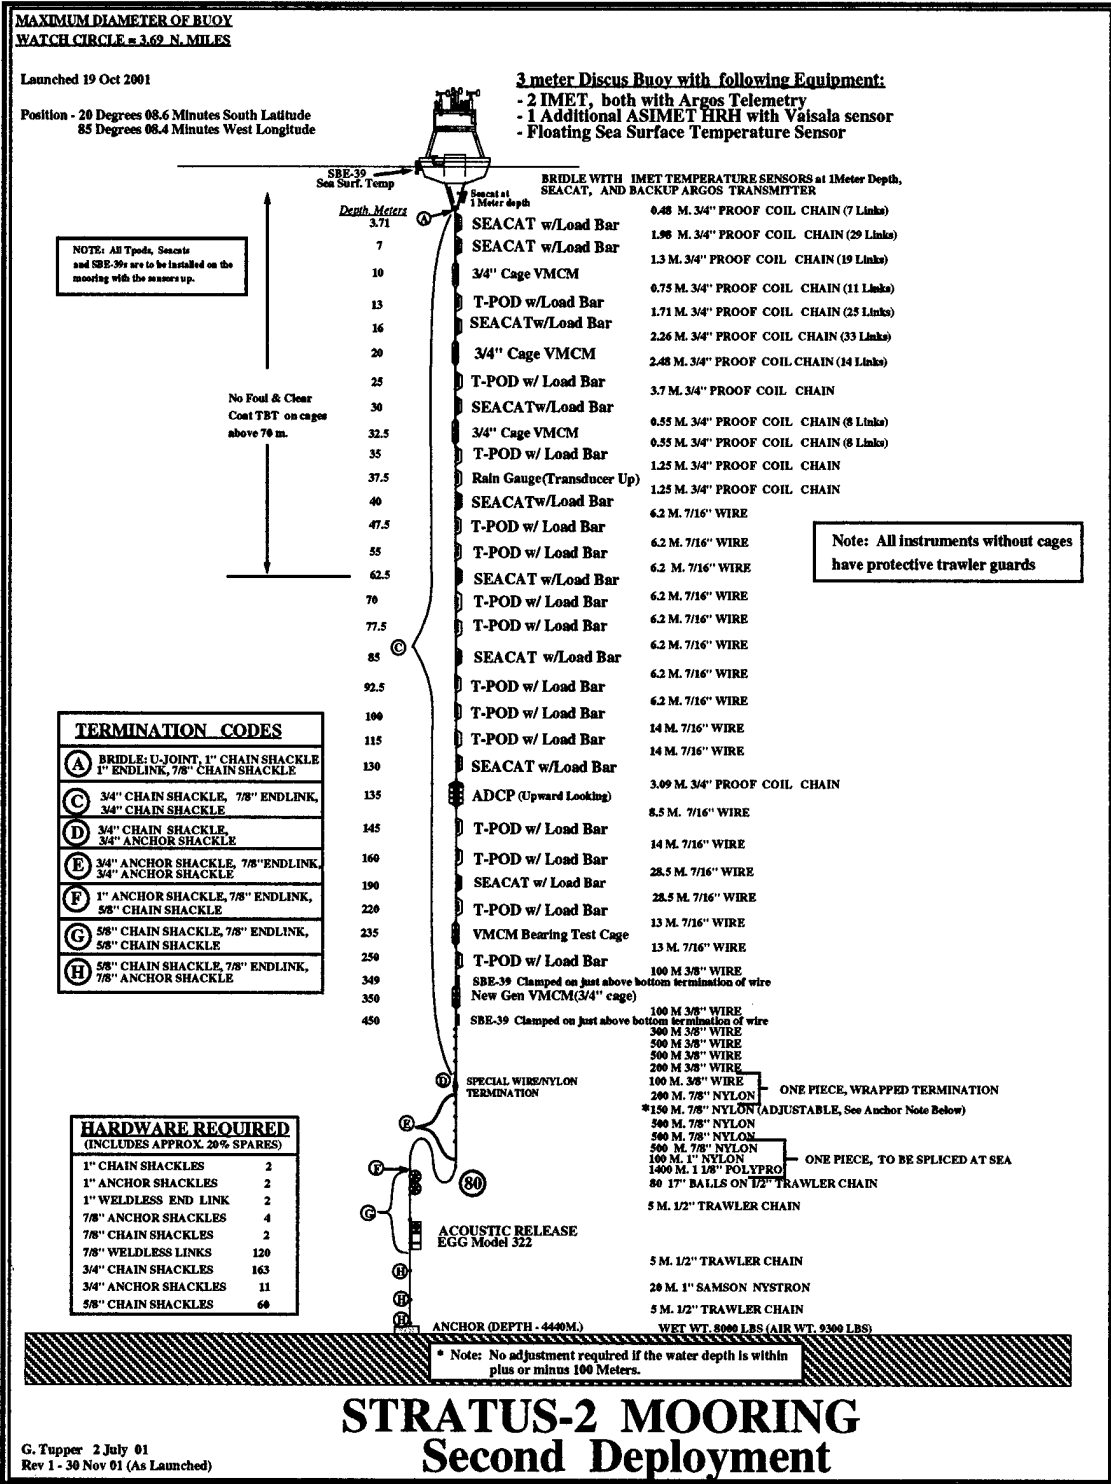 MAXIMUM DIAMETER OF BUOY
WATCH CIRCLE = 3.69 N. MILES
Launched 19 Oct 2001
Position - 20 Degrees 08.6 Minutes South Latitude
85 Degrees 08.4 Minutes West Longitude
3 meter Discus Buoy with following Equipment:
- 2 IMET, both with Argos Telemetry
- 1 Additional ASIMET HRH with Vaisala sensor
- Floating Sea Surface Temperature Sensor
SBE-39
Sea Surf. Temp
BRIDLE WITH IMET TEMPERATURE SENSORS at 1Meter Depth,
SEACAT, AND BACKUP ARGOS TRANSMITTER
Seacat at
1 Meter depth
Depth, Meters
A
0.48 M. 3/4" PROOF COIL CHAIN (7 Links)
3.71 SEACAT w/Load Bar
1.98 M. 3/4" PROOF COIL CHAIN (29 Links)
7 SEACAT w/Load Bar
1.3 M. 3/4" PROOF COIL CHAIN (19 Links)
10 3/4" Cage VMCM
0.75 M. 3/4" PROOF COIL CHAIN (11 Links)
13 T-POD w/Load Bar
1.71 M. 3/4" PROOF COIL CHAIN (25 Links)
16 SEACATw/Load Bar
2.26 M. 3/4" PROOF COIL CHAIN (33 Links)
20 3/4" Cage VMCM
2.48 M. 3/4" PROOF COIL CHAIN (14 Links)
25 T-POD w/ Load Bar
3.7 M. 3/4" PROOF COIL CHAIN
30 SEACATw/Load Bar
0.55 M. 3/4" PROOF COIL CHAIN (8 Links)
32.5 3/4" Cage VMCM
0.55 M. 3/4" PROOF COIL CHAIN (8 Links)
35 T-POD w/ Load Bar
1.25 M. 3/4" PROOF COIL CHAIN
37.5 Rain Gauge(Transducer Up)
1.25 M. 3/4" PROOF COIL CHAIN
40 SEACATw/Load Bar
6.2 M. 7/16" WIRE
47.5 T-POD w/ Load Bar
6.2 M. 7/16" WIRE
55 T-POD w/ Load Bar
6.2 M. 7/16" WIRE
62.5 SEACAT w/Load Bar
6.2 M. 7/16" WIRE
70 T-POD w/ Load Bar
6.2 M. 7/16" WIRE
77.5 T-POD w/ Load Bar
6.2 M. 7/16" WIRE
C
85 SEACAT w/Load Bar
6.2 M. 7/16" WIRE
92.5 T-POD w/ Load Bar
6.2 M. 7/16" WIRE
100 T-POD w/ Load Bar
14 M. 7/16" WIRE
115 T-POD w/ Load Bar
14 M. 7/16" WIRE
130 SEACAT w/Load Bar
3.09 M. 3/4" PROOF COIL CHAIN
135 ADCP (Upward Looking)
8.5 M. 7/16" WIRE
145 T-POD w/ Load Bar
14 M. 7/16" WIRE
160 T-POD w/ Load Bar
28.5 M. 7/16" WIRE
190 SEACAT w/ Load Bar
28.5 M. 7/16" WIRE
220 T-POD w/ Load Bar
13 M. 7/16" WIRE
235 VMCM Bearing Test Cage
13 M. 7/16" WIRE
250 T-POD w/ Load Bar
100 M 3/8" WIRE
349 SBE-39 Clamped on just above bottom termination of wire
350 New Gen VMCM(3/4" cage)
100 M 3/8" WIRE
450 SBE-39 Clamped on just above bottom termination of wire
300 M 3/8" WIRE
500 M 3/8" WIRE
500 M 3/8" WIRE
200 M 3/8" WIRE
D SPECIAL WIRE/NYLON
TERMINATION
100 M. 3/8" WIRE
200 M. 7/8" NYLON
ONE PIECE, WRAPPED TERMINATION
*150 M. 7/8" NYLON (ADJUSTABLE, See Anchor Note Below)
500 M. 7/8" NYLON
500 M. 7/8" NYLON
E
500 M. 7/8" NYLON
100 M. 1" NYLON
1400 M. 1 1/8" POLYPRO
ONE PIECE, TO BE SPLICED AT SEA
F
80
80 17" BALLS ON 1/2" TRAWLER CHAIN
5 M. 1/2" TRAWLER CHAIN
G
ACOUSTIC RELEASE
EGG Model 322
5 M. 1/2" TRAWLER CHAIN
H
20 M. 1" SAMSON NYSTRON
H
5 M. 1/2" TRAWLER CHAIN
H
ANCHOR (DEPTH - 4440M.)
WET WT. 8000 LBS (AIR WT. 9300 LBS)
* Note: No adjustment required if the water depth is within
plus or minus 100 Meters.
NOTE: All Tpods, Seacats
and SBE-39s are to be installed on the
mooring with the sensors up.
No Foul & Clear
Coat TBT on cages
above 70 m.
Note: All instruments without cages
have protective trawler guards
TERMINATION CODES
A BRIDLE: U-JOINT, 1" CHAIN SHACKLE
1" ENDLINK, 7/8" CHAIN SHACKLE
C 3/4" CHAIN SHACKLE, 7/8" ENDLINK,
3/4" CHAIN SHACKLE
D 3/4" CHAIN SHACKLE,
3/4" ANCHOR SHACKLE
E 3/4" ANCHOR SHACKLE, 7/8"ENDLINK,
3/4" ANCHOR SHACKLE
F 1" ANCHOR SHACKLE, 7/8" ENDLINK,
5/8" CHAIN SHACKLE
G 5/8" CHAIN SHACKLE, 7/8" ENDLINK,
5/8" CHAIN SHACKLE
H 5/8" CHAIN SHACKLE, 7/8" ENDLINK,
7/8" ANCHOR SHACKLE
HARDWARE REQUIRED
(INCLUDES APPROX. 20% SPARES)
1" CHAIN SHACKLES 2
1" ANCHOR SHACKLES 2
1" WELDLESS END LINK 2
7/8" ANCHOR SHACKLES 4
7/8" CHAIN SHACKLES 2
7/8" WELDLESS LINKS 120
3/4" CHAIN SHACKLES 163
3/4" ANCHOR SHACKLES 11
5/8" CHAIN SHACKLES 60
STRATUS-2 MOORING
Second Deployment
G. Tupper 2 July 01
Rev 1 - 30 Nov 01 (As Launched)